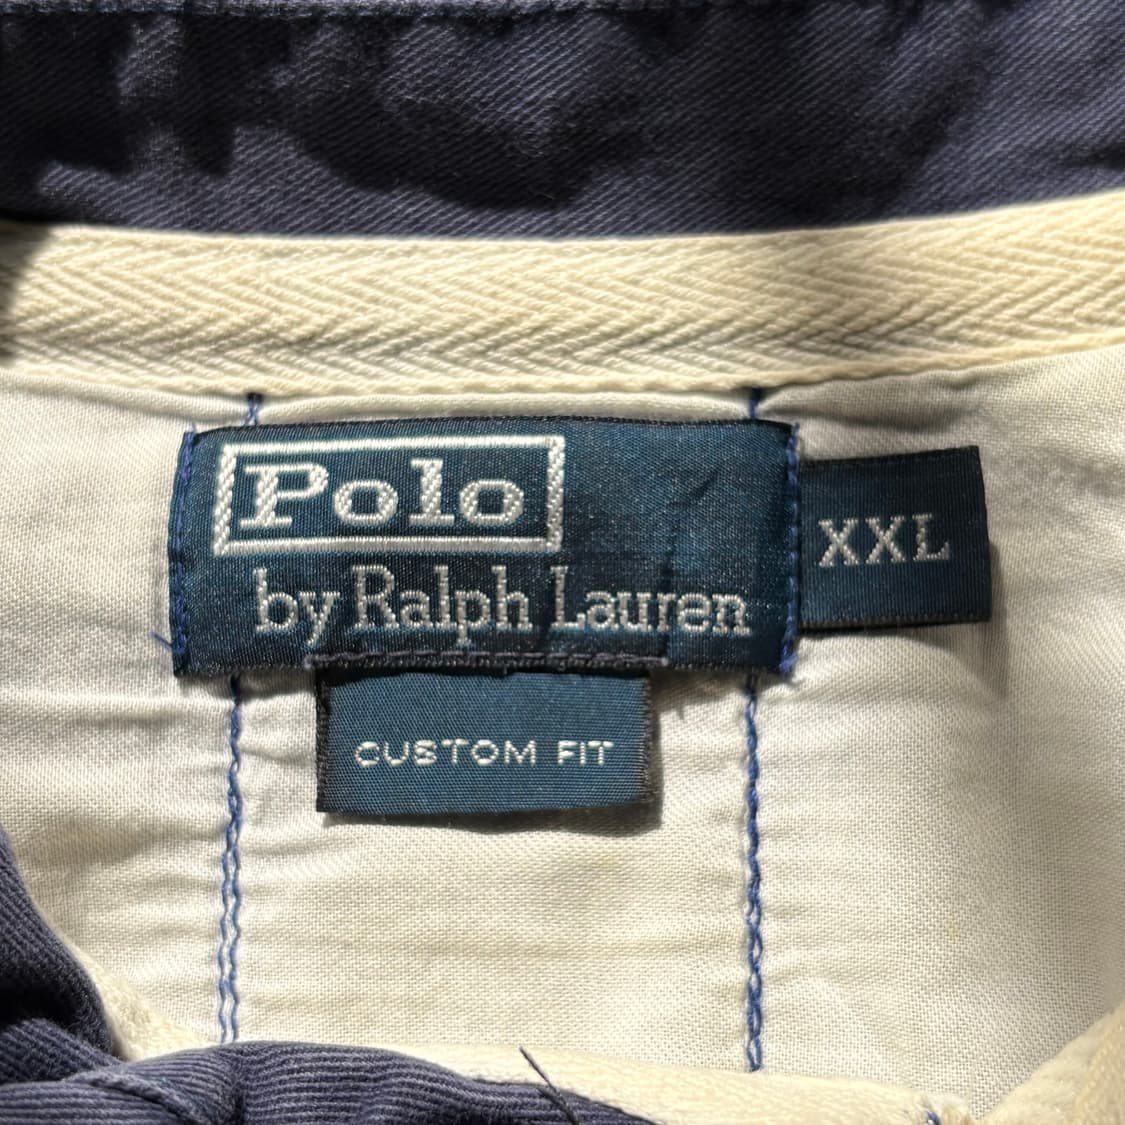 Polo
by Ralph Lauren
XXL
CUSTOM FIT